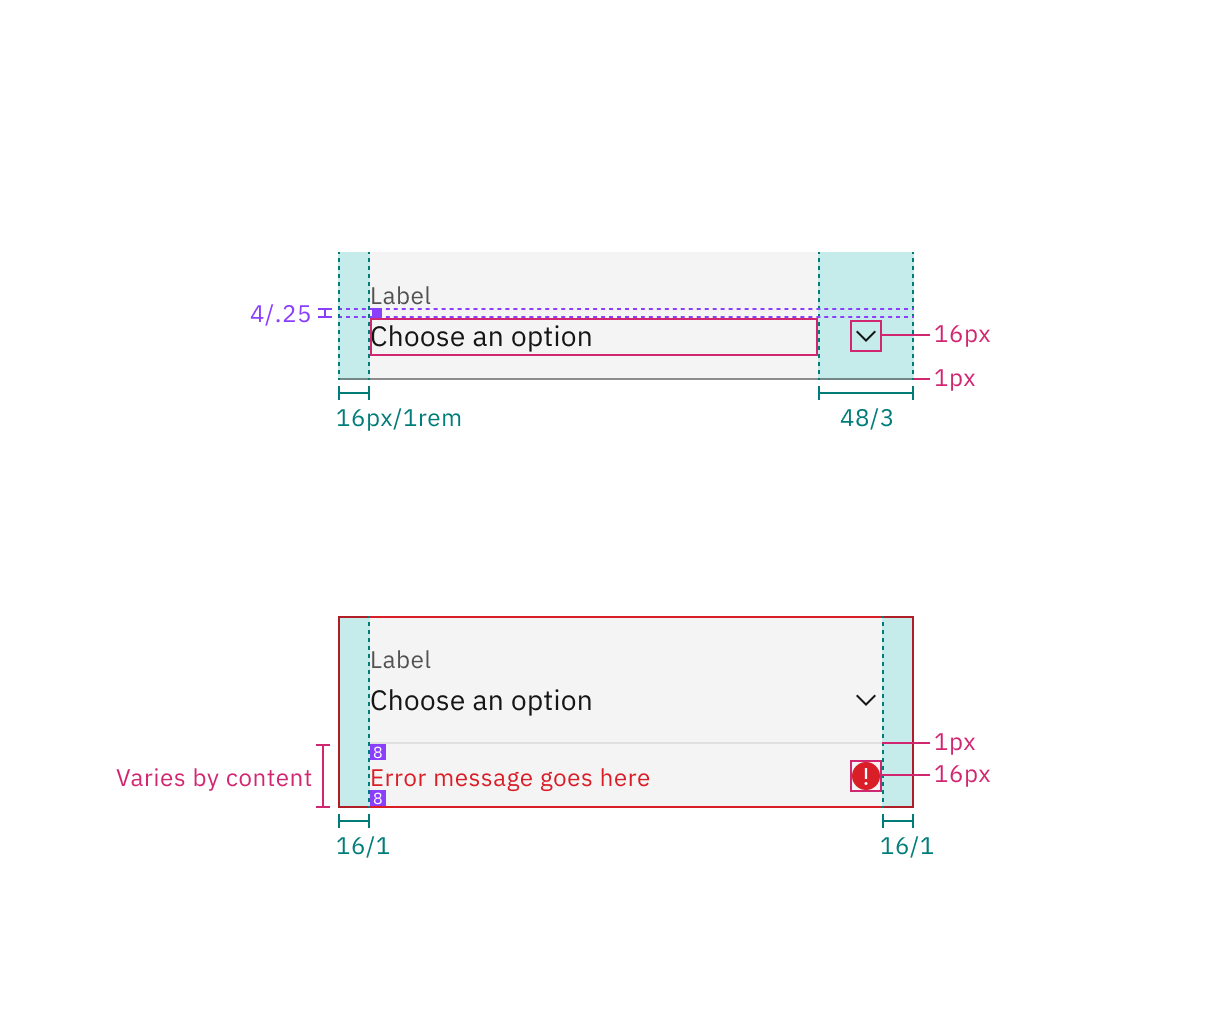 Label
4/.25
Choose an option
16px
1px
16px/1rem
48/3
Label
Choose an option
1px
8
Varies by content
Error message goes here
16px
8
16/1
16/1